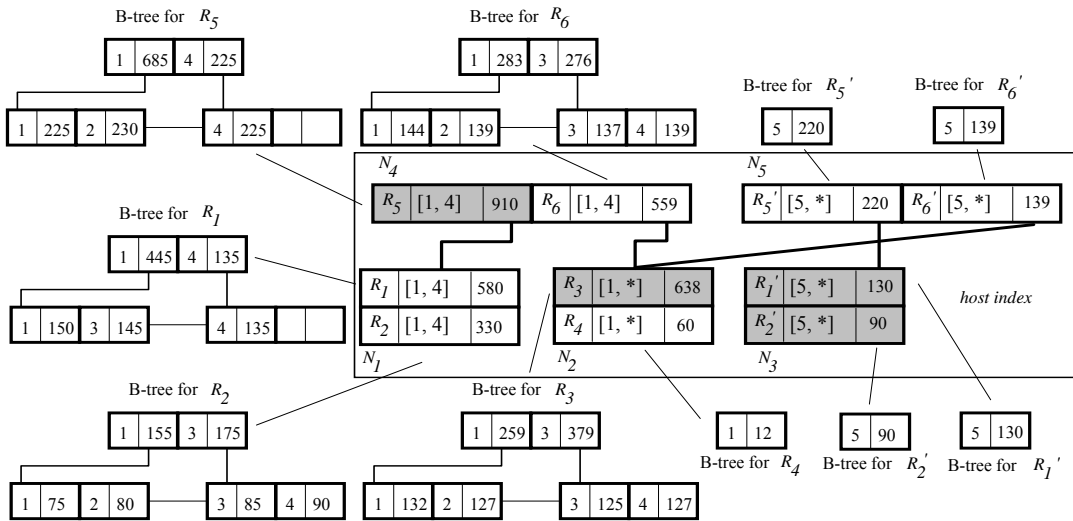 B-tree for R5
1 685 4 225
1 225 2 230
4 225
B-tree for R6
1 283 3 276
1 144 2 139
3 137 4 139
B-tree for R5'
5 220
B-tree for R6'
5 139
N4
R5 [1, 4] 910 R6 [1, 4] 559
N5
R5' [5, *] 220 R6' [5, *] 139
B-tree for R1
1 445 4 135
1 150 3 145
4 135
R1 [1, 4] 580
R2 [1, 4] 330
N1
R3 [1, *] 638
R4 [1, *] 60
N2
R1' [5, *] 130
R2' [5, *] 90
N3
host index
B-tree for R2
1 155 3 175
1 75 2 80
3 85 4 90
B-tree for R3
1 259 3 379
1 132 2 127
3 125 4 127
1 12
B-tree for R4
5 90
B-tree for R2'
5 130
B-tree for R1'